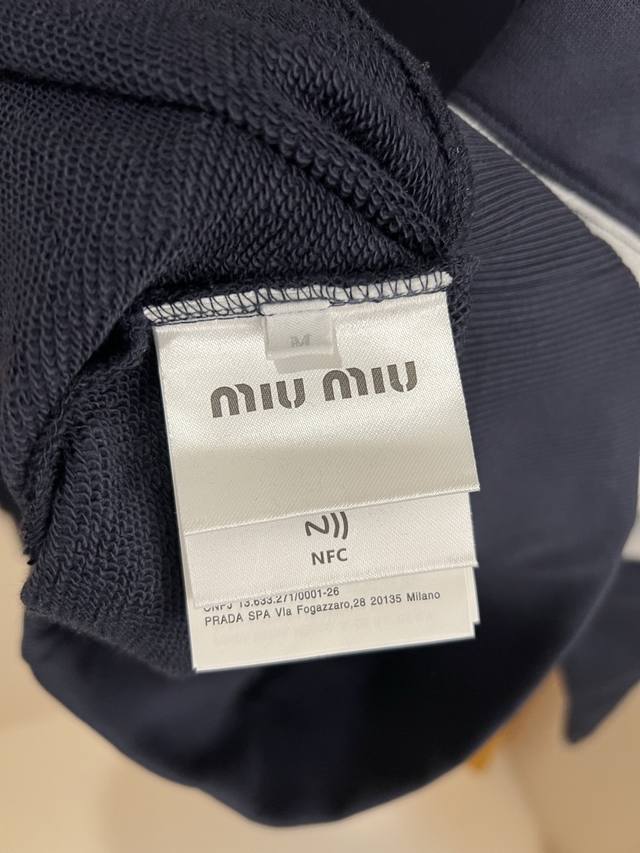 M
miu miu
NFC
CNPJ 13.633.271/0001-26
PRADA SPA Via Fogazzaro,28 20135 Milano